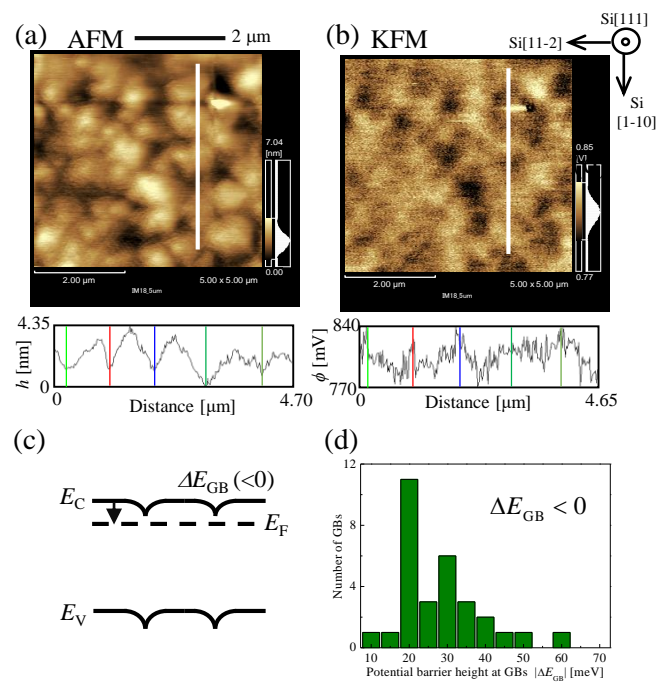 (a) AFM 2 μm
(b) KFM
Si[111]
Si[11-2]
Si
[1-10]
7.04
[nm]
0.00
2.00 μm 5.00 x 5.00 μm
IM18_5um
0.85
[V]
0.77
2.00 μm 5.00 x 5.00 μm
IM18_5um
4.35
h [nm]
0
0 Distance [μm] 4.70
840
ϕ [mV]
770
0 Distance [μm] 4.65
(c)
ΔE_GB (<0)
E_C
E_F
E_V
(d)
12
8
4
0
Number of GBs
ΔE_GB < 0
10 20 30 40 50 60 70
Potential barrier height at GBs |ΔE_GB| [meV]